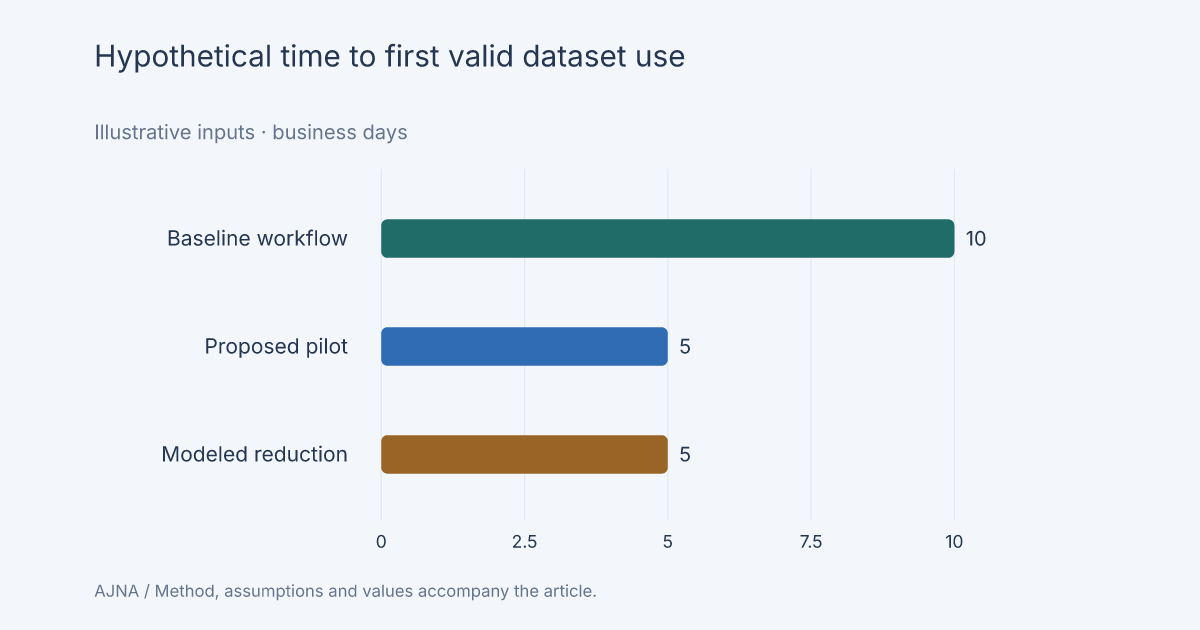 Hypothetical time to first valid dataset use
Illustrative inputs · business days
Baseline workflow 10
Proposed pilot 5
Modeled reduction 5
0 2.5 5 7.5 10
AJNA / Method, assumptions and values accompany the article.